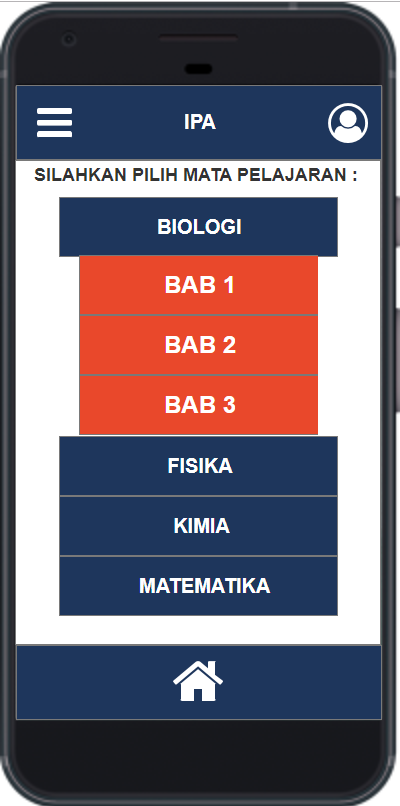 IPA
SILAHKAN PILIH MATA PELAJARAN :
BIOLOGI
BAB 1
BAB 2
BAB 3
FISIKA
KIMIA
MATEMATIKA